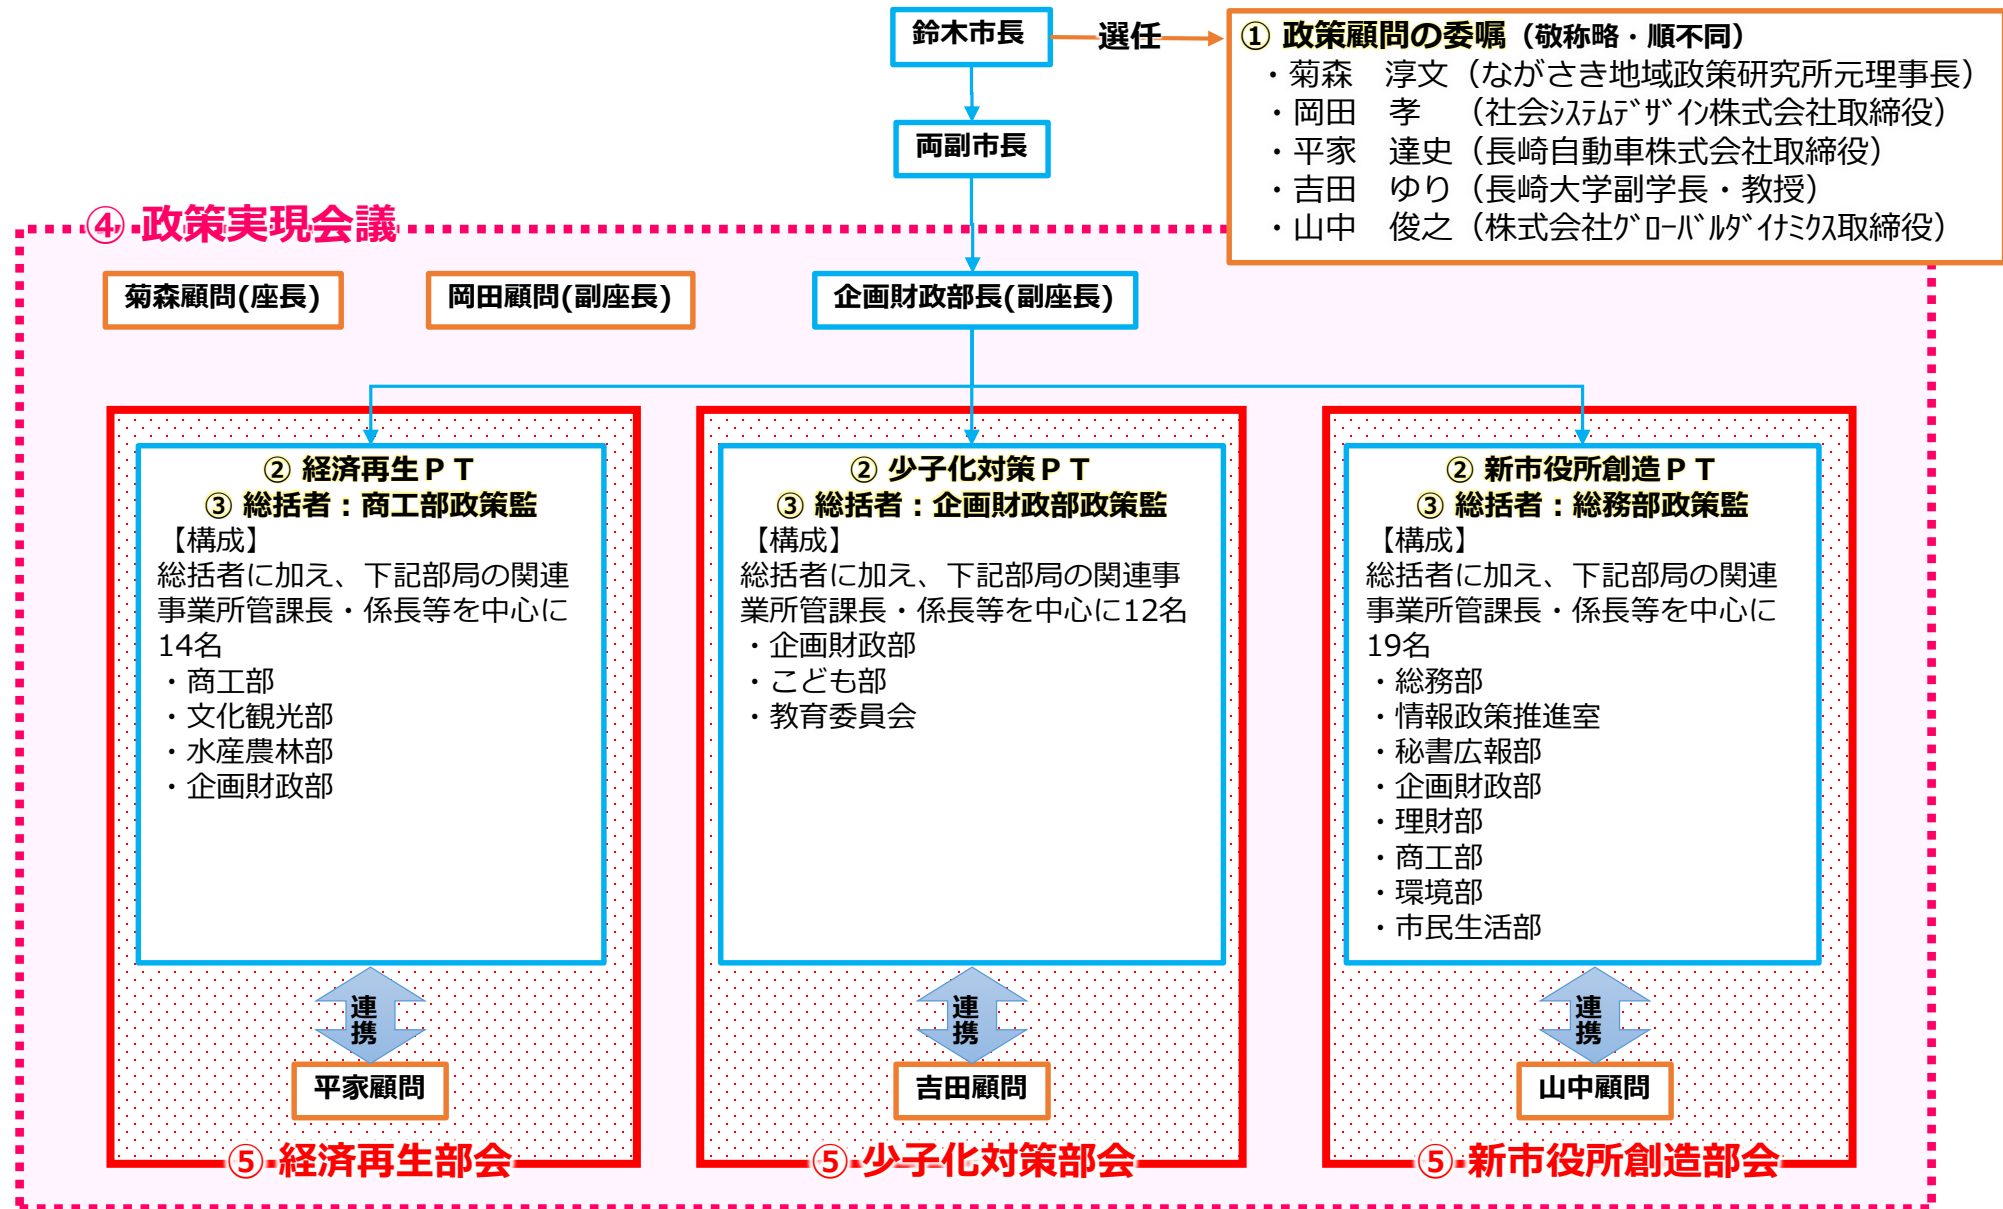 鈴木市長
選任
① 政策顧問の委嘱（敬称略・順不同）
・菊森　淳文（ながさき地域政策研究所元理事長）
・岡田　孝　（社会ｼｽﾃﾑﾃﾞｻﾞｲﾝ株式会社取締役）
・平家　達史（長崎自動車株式会社取締役）
・吉田　ゆり（長崎大学副学長・教授）
・山中　俊之（株式会社ｸﾞﾛｰﾊﾞﾙﾀﾞｲﾅﾐｸｽ取締役）
両副市長
④ 政策実現会議
菊森顧問(座長)
岡田顧問(副座長)
企画財政部長(副座長)
② 経済再生ＰＴ
③ 総括者：商工部政策監
【構成】
総括者に加え、下記部局の関連
事業所管課長・係長等を中心に
14名
・商工部
・文化観光部
・水産農林部
・企画財政部
連
携
平家顧問
⑤ 経済再生部会
② 少子化対策ＰＴ
③ 総括者：企画財政部政策監
【構成】
総括者に加え、下記部局の関連事
業所管課長・係長等を中心に12名
・企画財政部
・こども部
・教育委員会
連
携
吉田顧問
⑤ 少子化対策部会
② 新市役所創造ＰＴ
③ 総括者：総務部政策監
【構成】
総括者に加え、下記部局の関連
事業所管課長・係長等を中心に
19名
・総務部
・情報政策推進室
・秘書広報部
・企画財政部
・理財部
・商工部
・環境部
・市民生活部
連
携
山中顧問
⑤ 新市役所創造部会